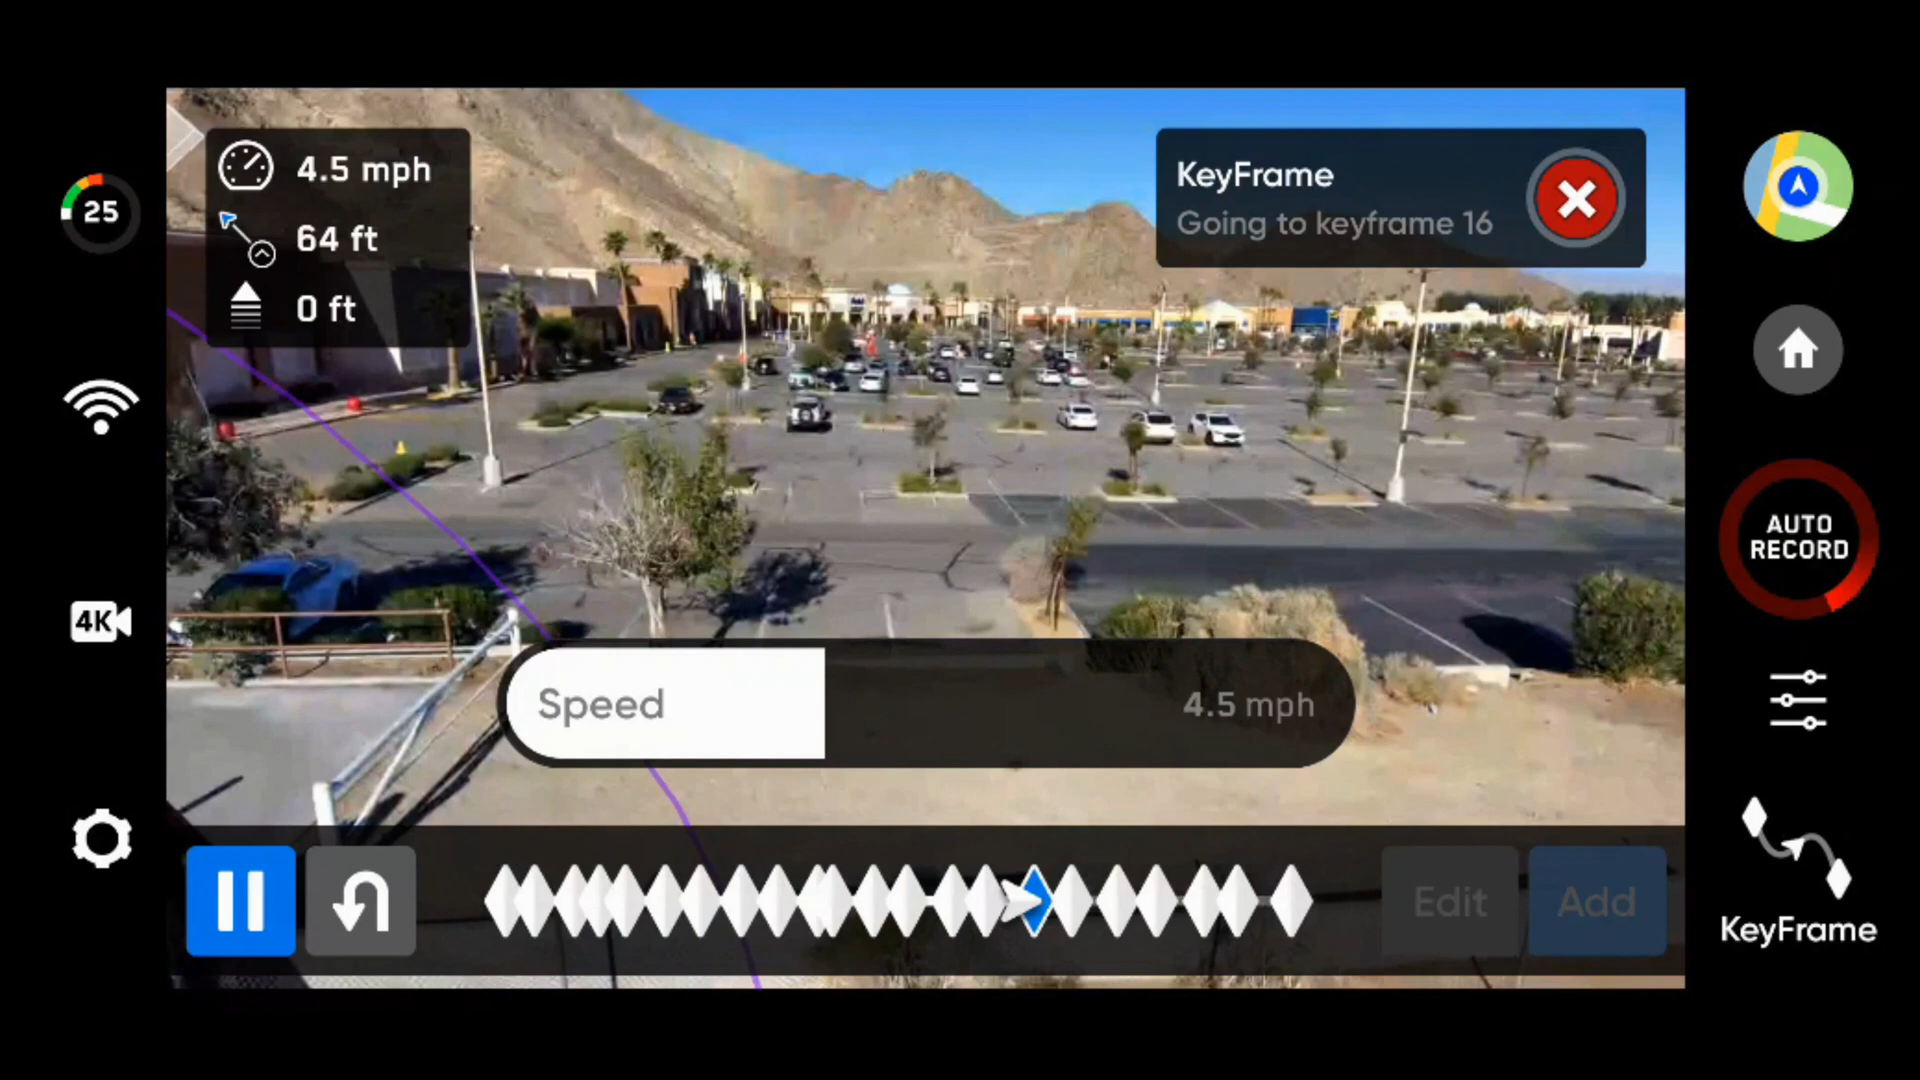 25
4.5 mph
64 ft
0 ft
KeyFrame
Going to keyframe 16
4K
AUTO
RECORD
Speed
4.5 mph
Edit
Add
KeyFrame